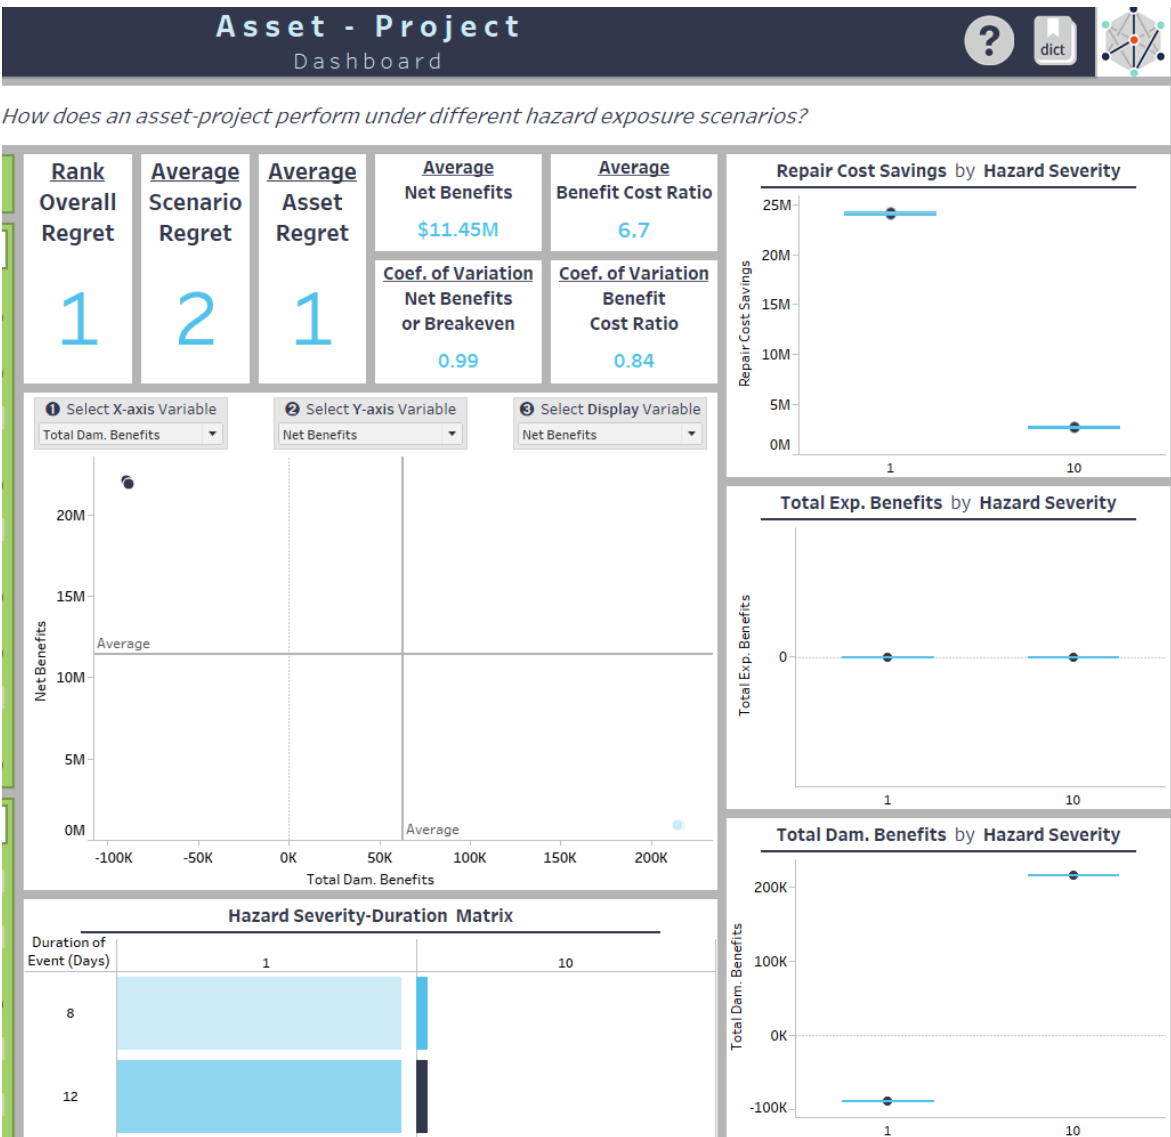 Asset - Project
Dashboard
?
dict
How does an asset-project perform under different hazard exposure scenarios?
Rank
Overall
Regret
1
Average
Scenario
Regret
2
Average
Asset
Regret
1
Average
Net Benefits
$11.45M
Average
Benefit Cost Ratio
6.7
Coef. of Variation
Net Benefits
or Breakeven
0.99
Coef. of Variation
Benefit
Cost Ratio
0.84
❶ Select X-axis Variable
Total Dam. Benefits
❷ Select Y-axis Variable
Net Benefits
❸ Select Display Variable
Net Benefits
20M
15M
10M
5M
0M
Net Benefits
Average
Average
-100K -50K 0K 50K 100K 150K 200K
Total Dam. Benefits
Hazard Severity-Duration Matrix
Duration of
Event (Days)
1 10
8
12
Repair Cost Savings by Hazard Severity
25M
20M
15M
10M
5M
0M
Repair Cost Savings
1 10
Total Exp. Benefits by Hazard Severity
0
Total Exp. Benefits
1 10
Total Dam. Benefits by Hazard Severity
200K
100K
0K
-100K
Total Dam. Benefits
1 10